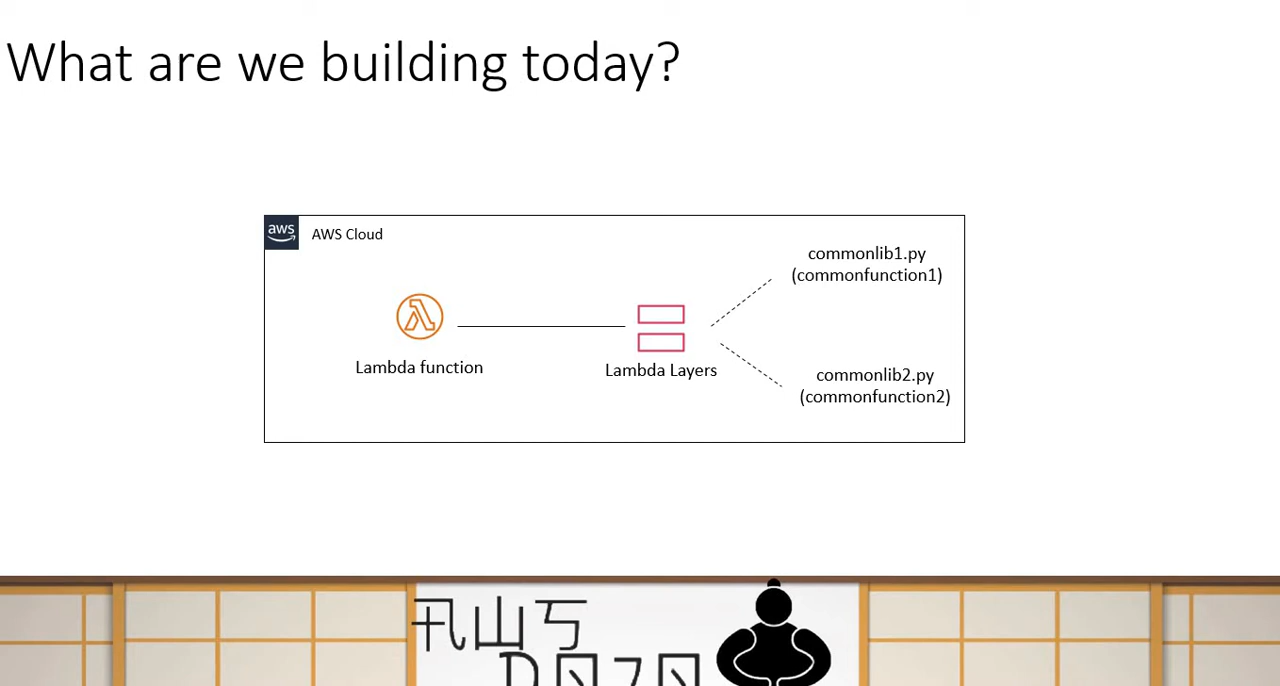 What are we building today?
aws
AWS Cloud
commonlib1.py
(commonfunction1)
Lambda function
Lambda Layers
commonlib2.py
(commonfunction2)